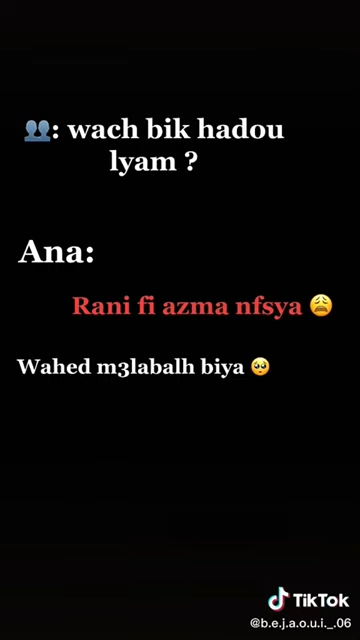 👥: wach bik hadou
lyam ?
Ana:
Rani fi azma nfsya 😩
Wahed m3labalh biya 🥺
TikTok
@b.e.j.a.o.u.i._.06